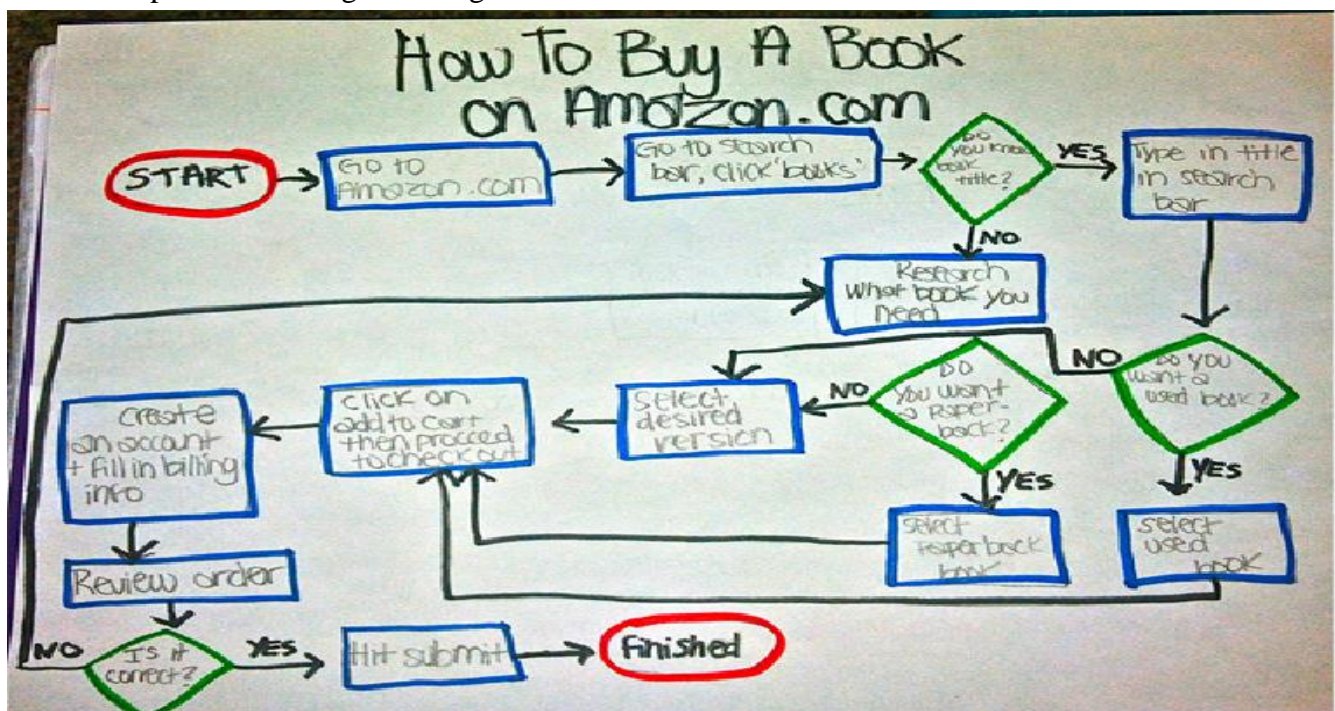 How To Buy A Book
on Amazon.com
START
Go to
Amazon.com
Go to search
bar, click 'books'
Do
you know
book
title?
YES
Type in title
in search
bar
NO
Research
what book you
need
NO
Do you
want a
used book?
Do
you want
a Paper-
back?
NO
select
desired
version
click on
add to cart
then procced
to checkout
create
an account
+ fill in billing
info
YES
YES
select
paperback
book
select
used
book
Review order
NO
Is it
correct?
YES
Hit submit
Finished